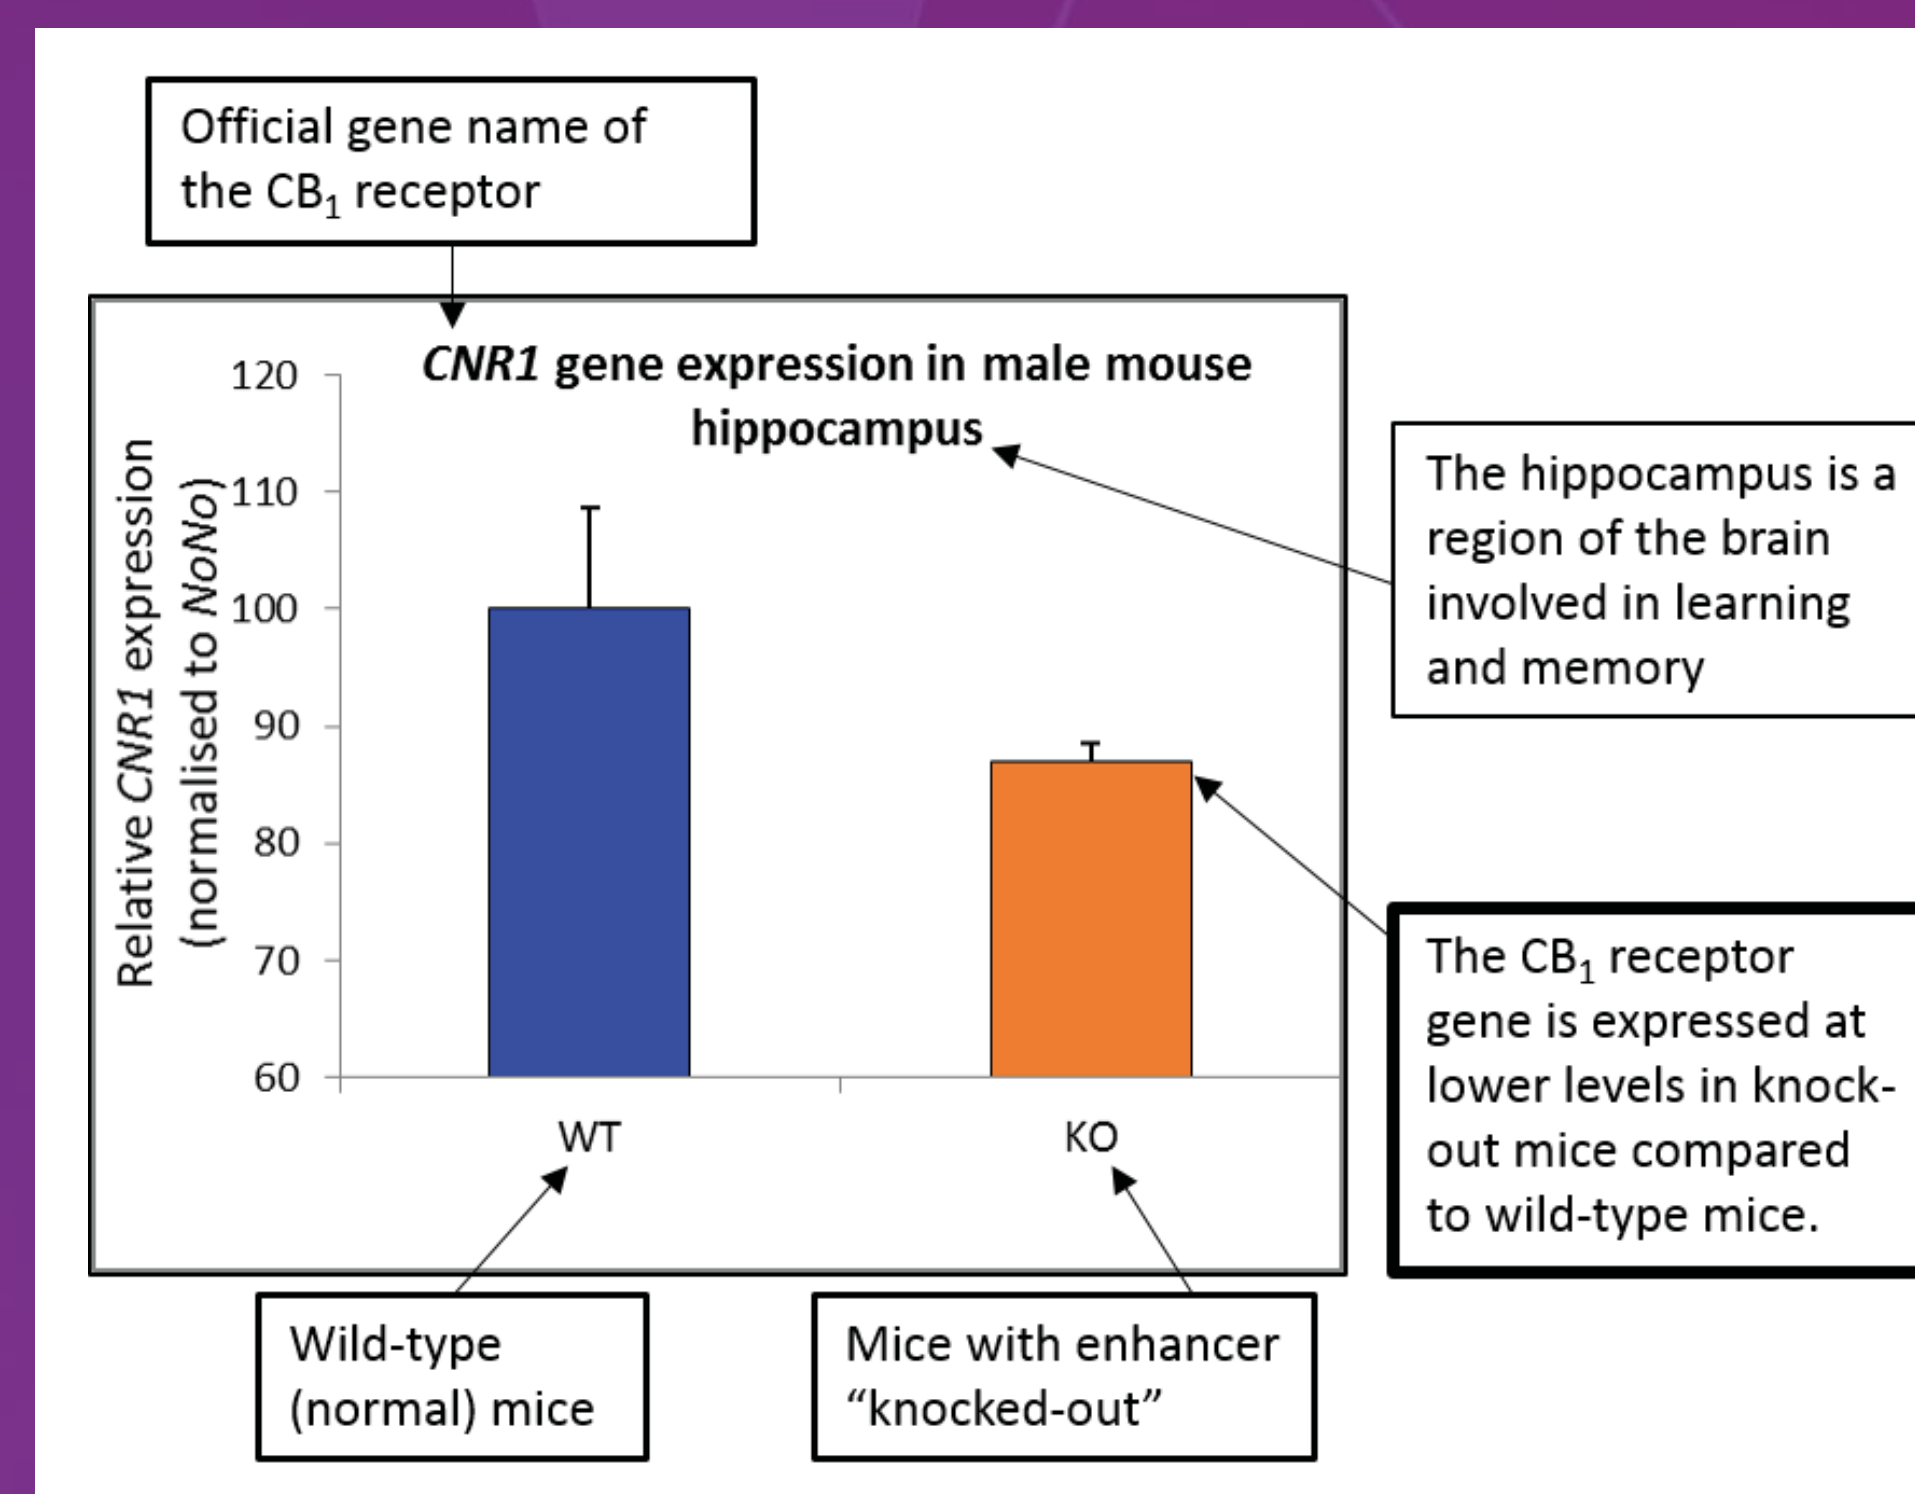 Official gene name of
the CB₁ receptor
CNR1 gene expression in male mouse
hippocampus
Relative CNR1 expression
(normalised to NoNo)
120
110
100
90
80
70
60
WT
KO
The hippocampus is a
region of the brain
involved in learning
and memory
The CB₁ receptor
gene is expressed at
lower levels in knock-
out mice compared
to wild-type mice.
Wild-type
(normal) mice
Mice with enhancer
“knocked-out”